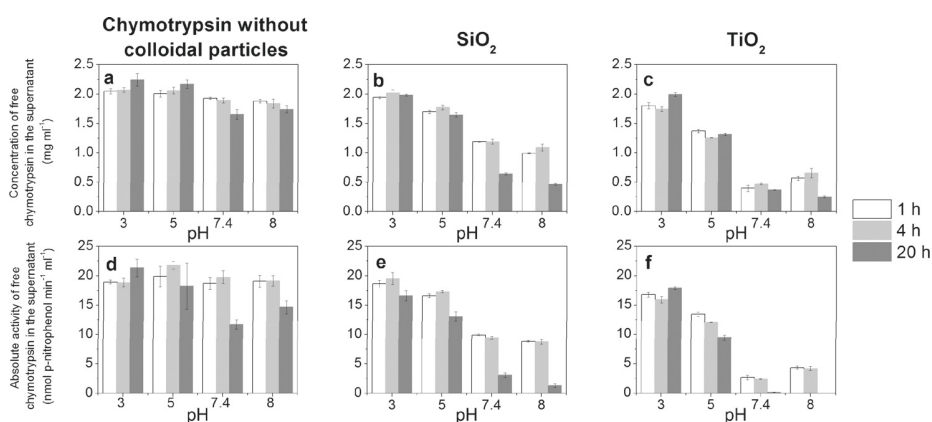 Chymotrypsin without
colloidal particles
SiO₂
TiO₂
Concentration of free
chymotrypsin in the supernatant
(mg ml⁻¹)
a
2.5
2.0
1.5
1.0
0.5
0.0
3 5 7.4 8
pH
b
2.5
2.0
1.5
1.0
0.5
0.0
3 5 7.4 8
pH
c
2.5
2.0
1.5
1.0
0.5
0.0
3 5 7.4 8
pH
1 h
4 h
20 h
Absolute activity of free
chymotrypsin in the supernatant
(nmol p-nitrophenol min⁻¹ ml⁻¹)
d
25
20
15
10
5
0
3 5 7.4 8
pH
e
25
20
15
10
5
0
3 5 7.4 8
pH
f
25
20
15
10
5
0
3 5 7.4 8
pH